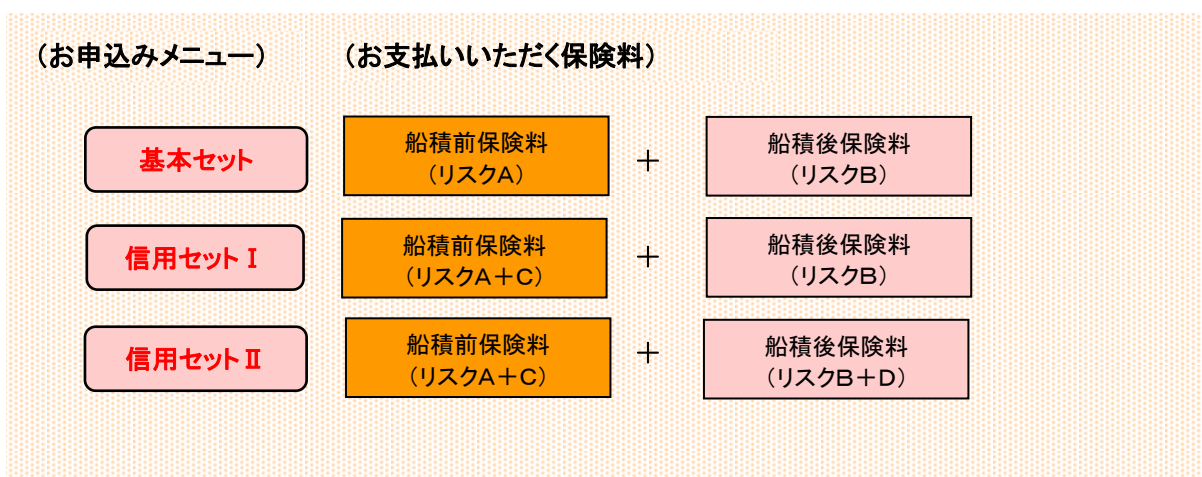 （お申込みメニュー） （お支払いいただく保険料）
基本セット
船積前保険料
（リスクA）
＋
船積後保険料
（リスクB）
信用セットⅠ
船積前保険料
（リスクA＋C）
＋
船積後保険料
（リスクB）
信用セットⅡ
船積前保険料
（リスクA＋C）
＋
船積後保険料
（リスクB＋D）